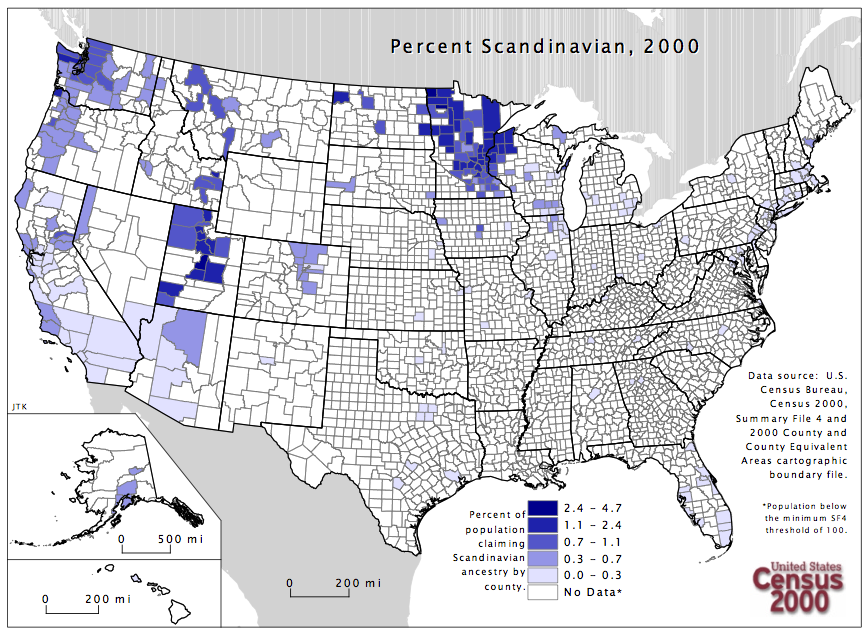 Percent Scandinavian, 2000
Data source: U.S.
Census Bureau,
Census 2000,
Summary File 4 and
2000 County and
County Equivalent
Areas cartographic
boundary file.
*Population below
the minimum SF4
threshold of 100.
JTK
0 500 mi
0 200 mi
0 200 mi
Percent of
population
claiming
Scandinavian
ancestry by
county.
2.4 – 4.7
1.1 – 2.4
0.7 – 1.1
0.3 – 0.7
0.0 – 0.3
No Data*
United States
Census
2000